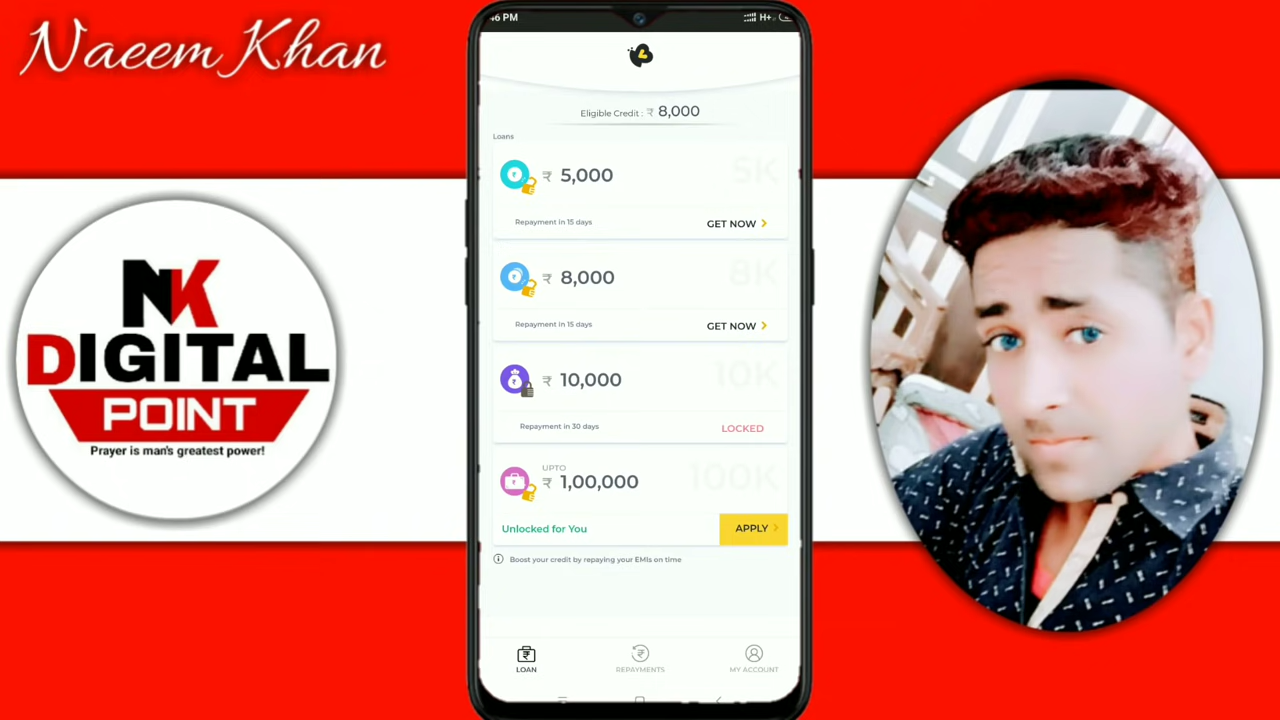 Naeem Khan
NK
DIGITAL
POINT
Prayer is man's greatest power!
46 PM
H+
Eligible Credit : ₹ 8,000
Loans
₹ 5,000
5K
Repayment in 15 days
GET NOW
₹ 8,000
8K
Repayment in 15 days
GET NOW
₹ 10,000
10K
Repayment in 30 days
LOCKED
UPTO
₹ 1,00,000
100K
Unlocked for You
APPLY
Boost your credit by repaying your EMIs on time
LOAN
REPAYMENTS
MY ACCOUNT